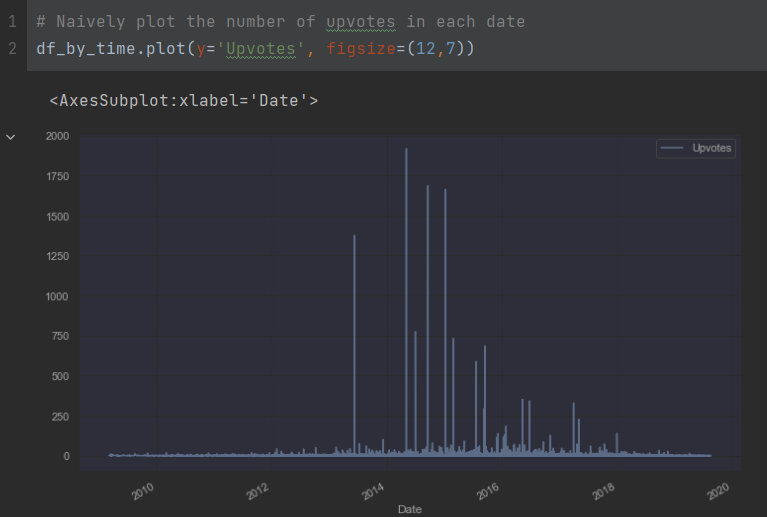 1 # Naively plot the number of upvotes in each date
2 df_by_time.plot(y='Upvotes', figsize=(12,7))
<AxesSubplot:xlabel='Date'>
2000
Upvotes
1750
1500
1250
1000
750
500
250
0
2010 2012 2014 2016 2018 2020
Date